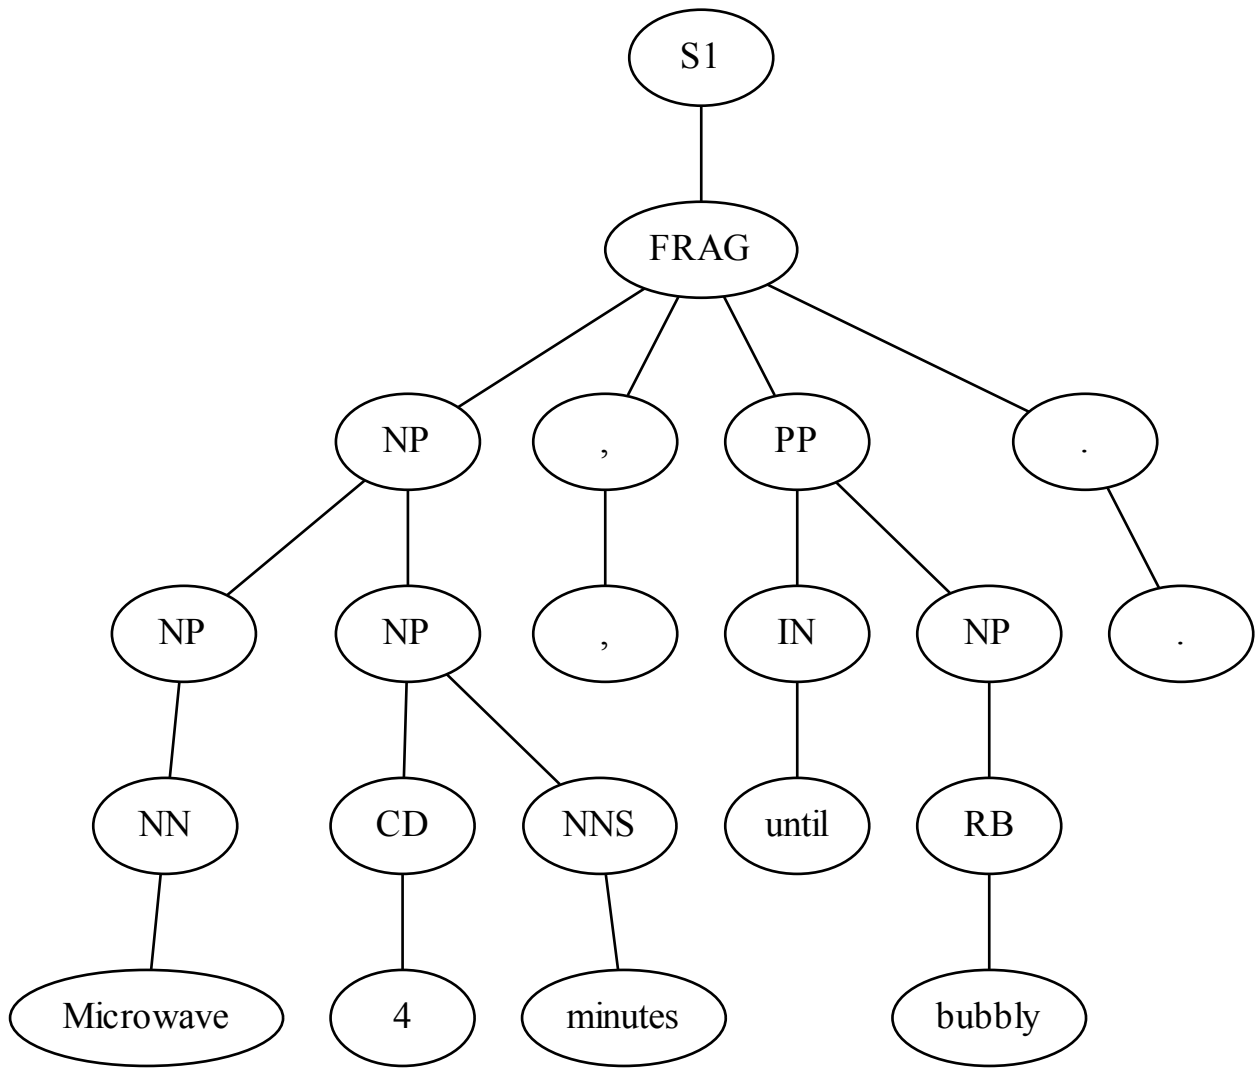 S1
FRAG
NP , PP .
NP NP , IN NP .
NN CD NNS until RB
Microwave 4 minutes bubbly